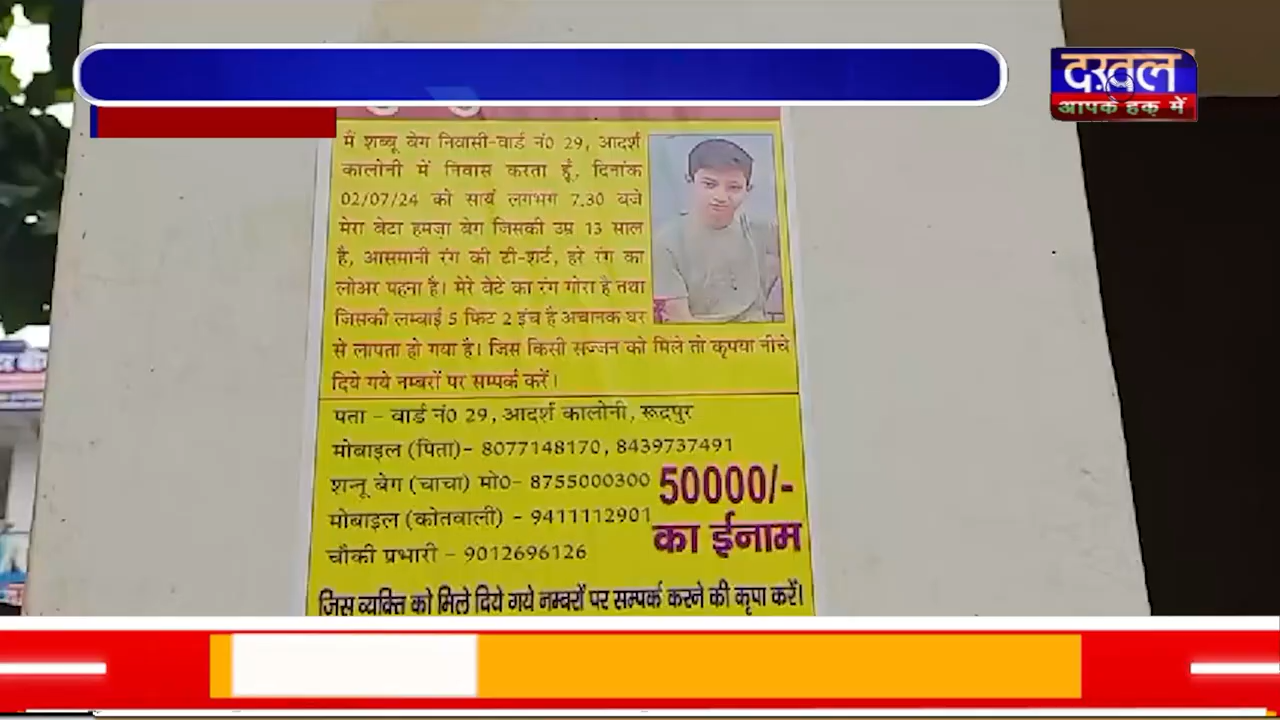 दख़ल
आपके हक में
मैं शब्बू बेग निवासी-वार्ड नं0 29, आदर्श
कालोनी में निवास करता हूँ, दिनांक
02/07/24 को सायं लगभग 7.30 बजे
मेरा बेटा हमज़ा बेग जिसकी उम्र 13 साल
है, आसमानी रंग की टी-शर्ट, हरे रंग का
लोअर पहना है। मेरे बेटे का रंग गोरा है तथा
जिसकी लम्बाई 5 फिट 2 इंच है अचानक घर
से लापता हो गया है। जिस किसी सज्जन को मिले तो कृपया नीचे
दिये गये नम्बरों पर सम्पर्क करें।
पता - वार्ड नं0 29, आदर्श कालोनी, रूद्रपुर
मोबाइल (पिता)- 8077148170, 8439737491
शन्नू बेग (चाचा) मो0- 8755000300
मोबाइल (कोतवाली) - 9411112901
चौकी प्रभारी - 9012696126
50000/-
का ईनाम
जिस व्यक्ति को मिले दिये गये नम्बरों पर सम्पर्क करने की कृपा करें।